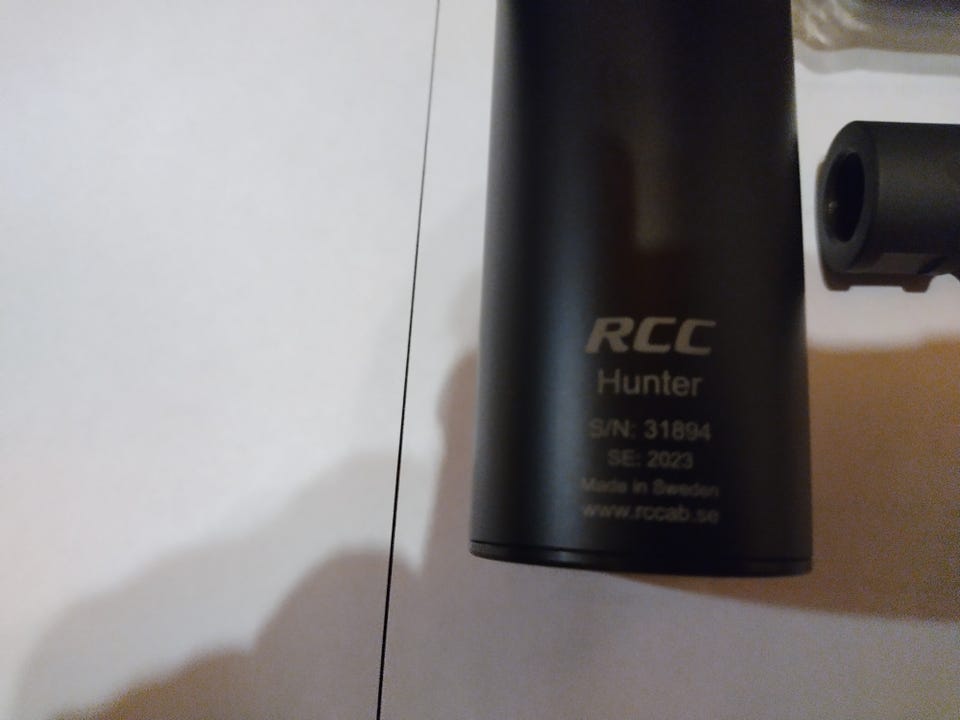 RCC
Hunter
S/N: 31894
SE: 2023
Made in Sweden
www.rccab.se